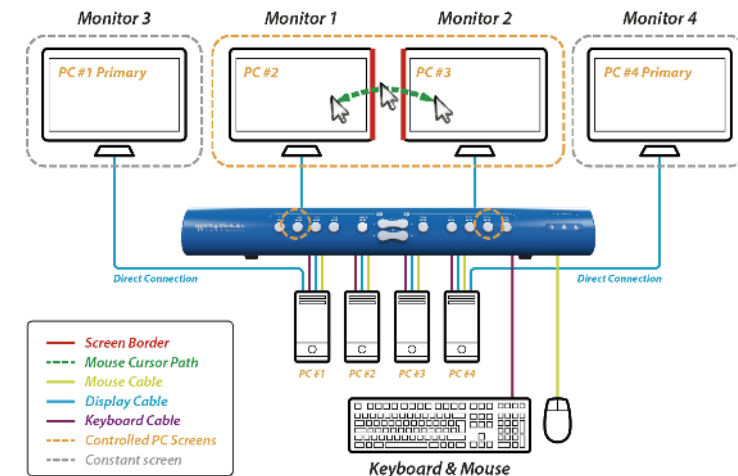 Monitor 3
Monitor 1
Monitor 2
Monitor 4
PC #1 Primary
PC #2
PC #3
PC #4 Primary
Direct Connection
Direct Connection
PC #1
PC #2
PC #3
PC #4
Screen Border
Mouse Cursor Path
Mouse Cable
Display Cable
Keyboard Cable
Controlled PC Screens
Constant screen
Keyboard & Mouse